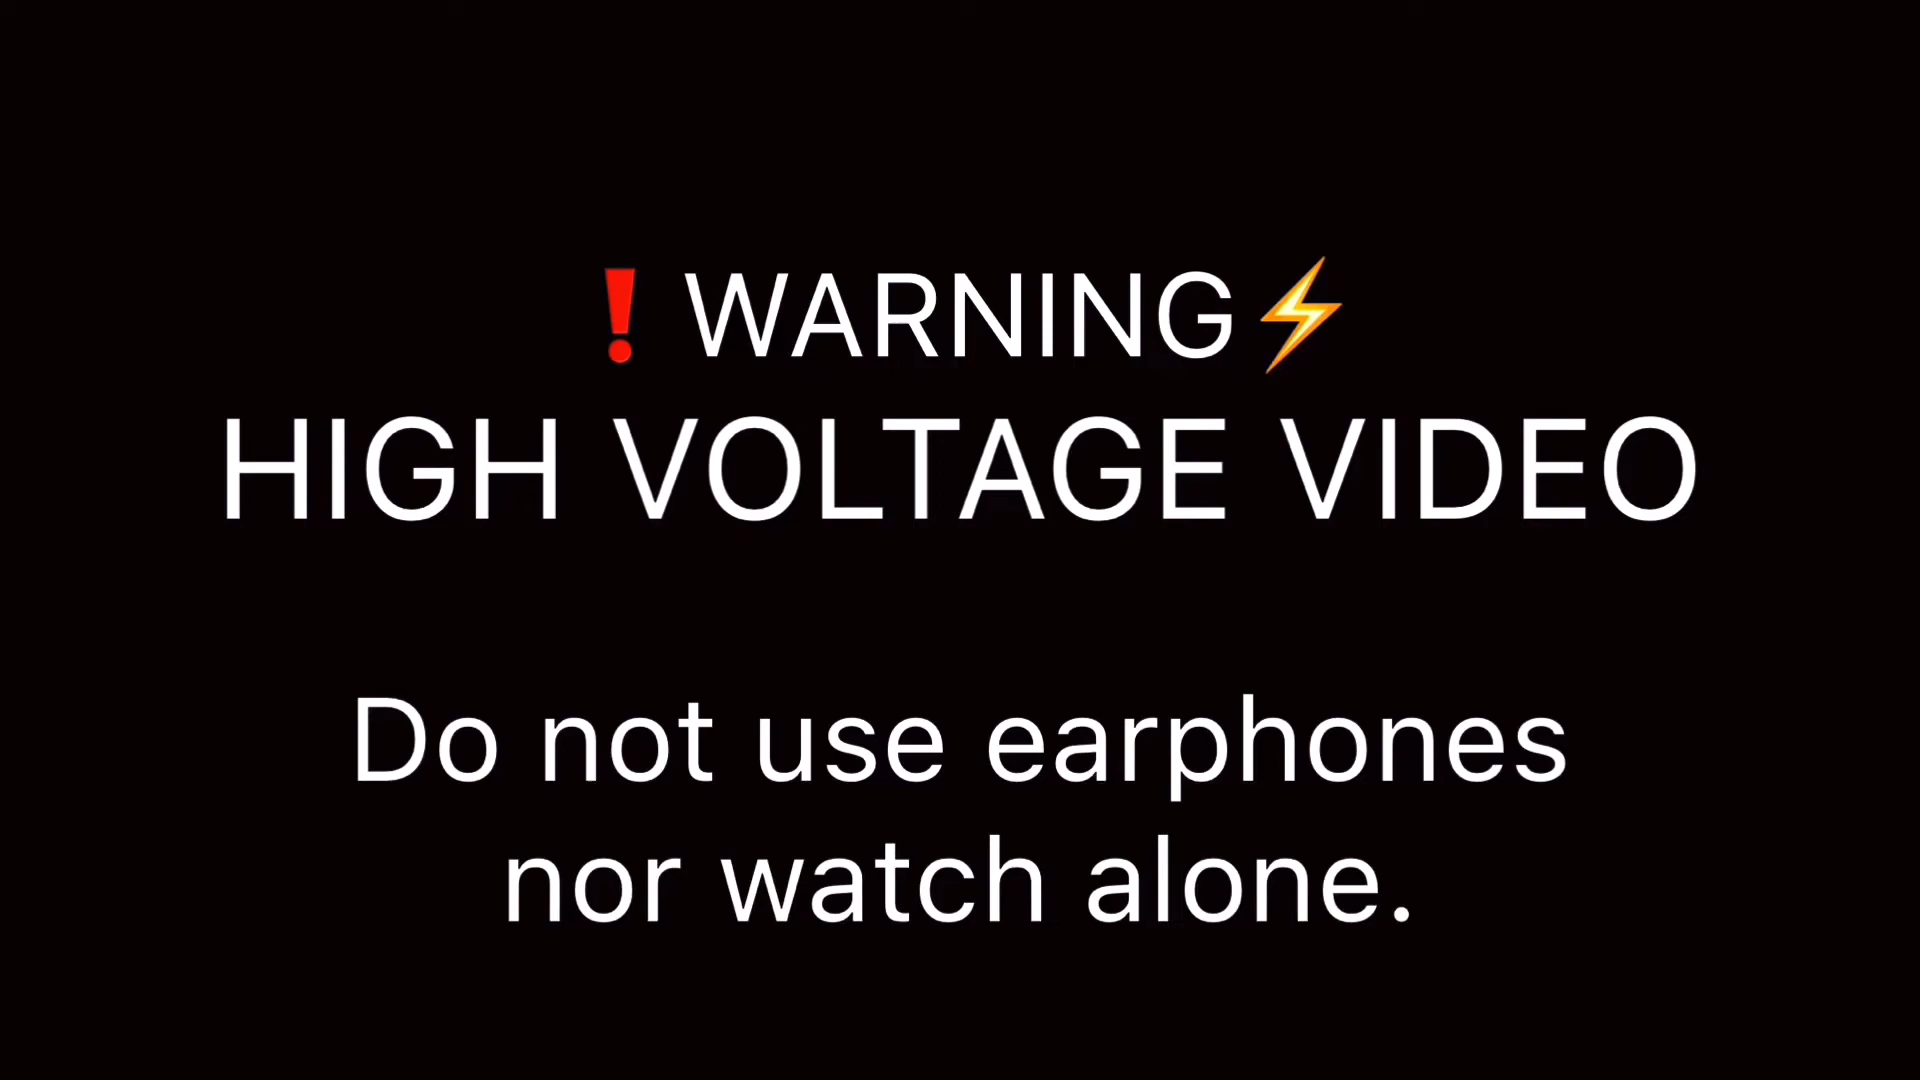 ❗WARNING⚡
HIGH VOLTAGE VIDEO
Do not use earphones
nor watch alone.